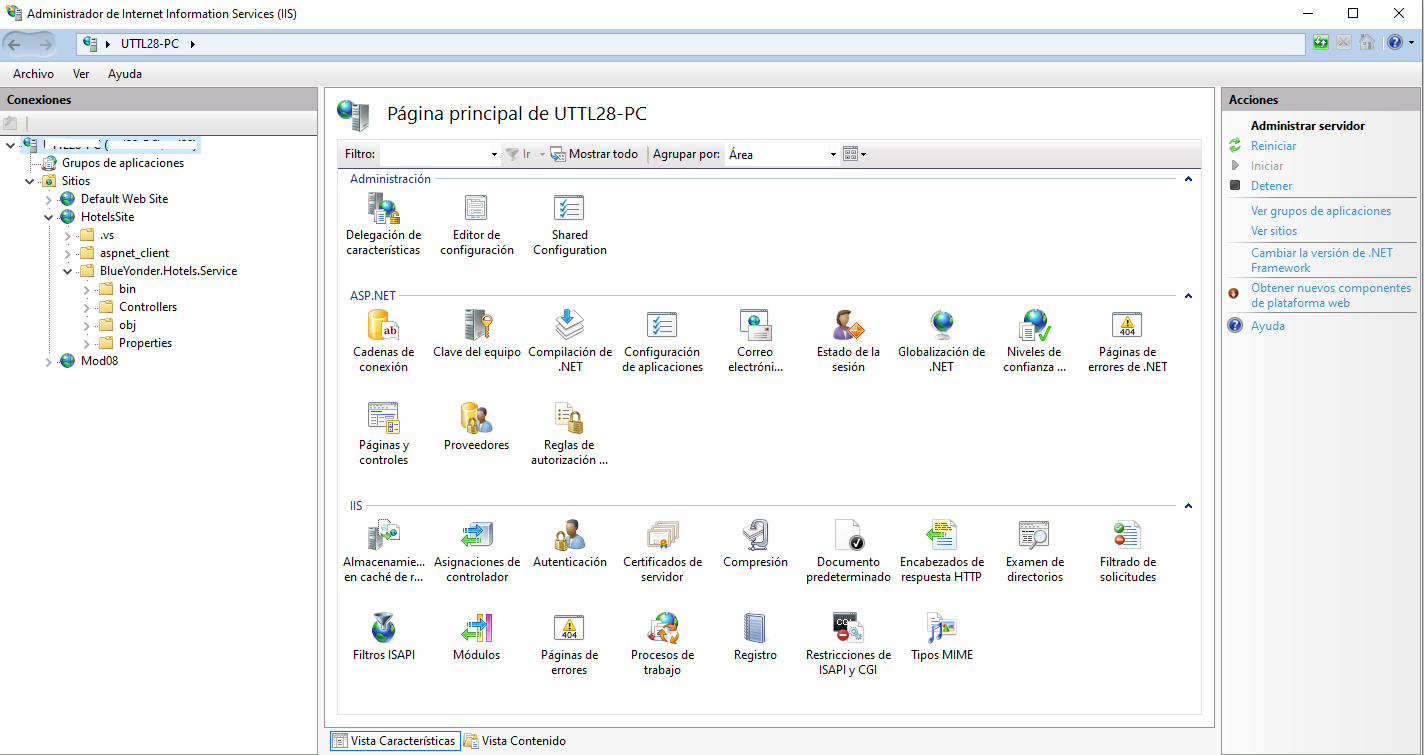 Administrador de Internet Information Services (IIS)
UTTL28-PC
Archivo Ver Ayuda
Conexiones
Grupos de aplicaciones
Sitios
Default Web Site
HotelsSite
.vs
aspnet_client
BlueYonder.Hotels.Service
bin
Controllers
obj
Properties
Mod08
Página principal de UTTL28-PC
Filtro: Ir Mostrar todo Agrupar por: Área
Administración
Delegación de características
Editor de configuración
Shared Configuration
ASP.NET
Cadenas de conexión
Clave del equipo
Compilación de .NET
Configuración de aplicaciones
Correo electróni...
Estado de la sesión
Globalización de .NET
Niveles de confianza ...
Páginas de errores de .NET
Páginas y controles
Proveedores
Reglas de autorización ...
IIS
Almacenamie... en caché de r...
Asignaciones de controlador
Autenticación
Certificados de servidor
Compresión
Documento predeterminado
Encabezados de respuesta HTTP
Examen de directorios
Filtrado de solicitudes
Filtros ISAPI
Módulos
Páginas de errores
Procesos de trabajo
Registro
Restricciones de ISAPI y CGI
Tipos MIME
Vista Características Vista Contenido
Acciones
Administrar servidor
Reiniciar
Iniciar
Detener
Ver grupos de aplicaciones
Ver sitios
Cambiar la versión de .NET
Framework
Obtener nuevos componentes
de plataforma web
Ayuda